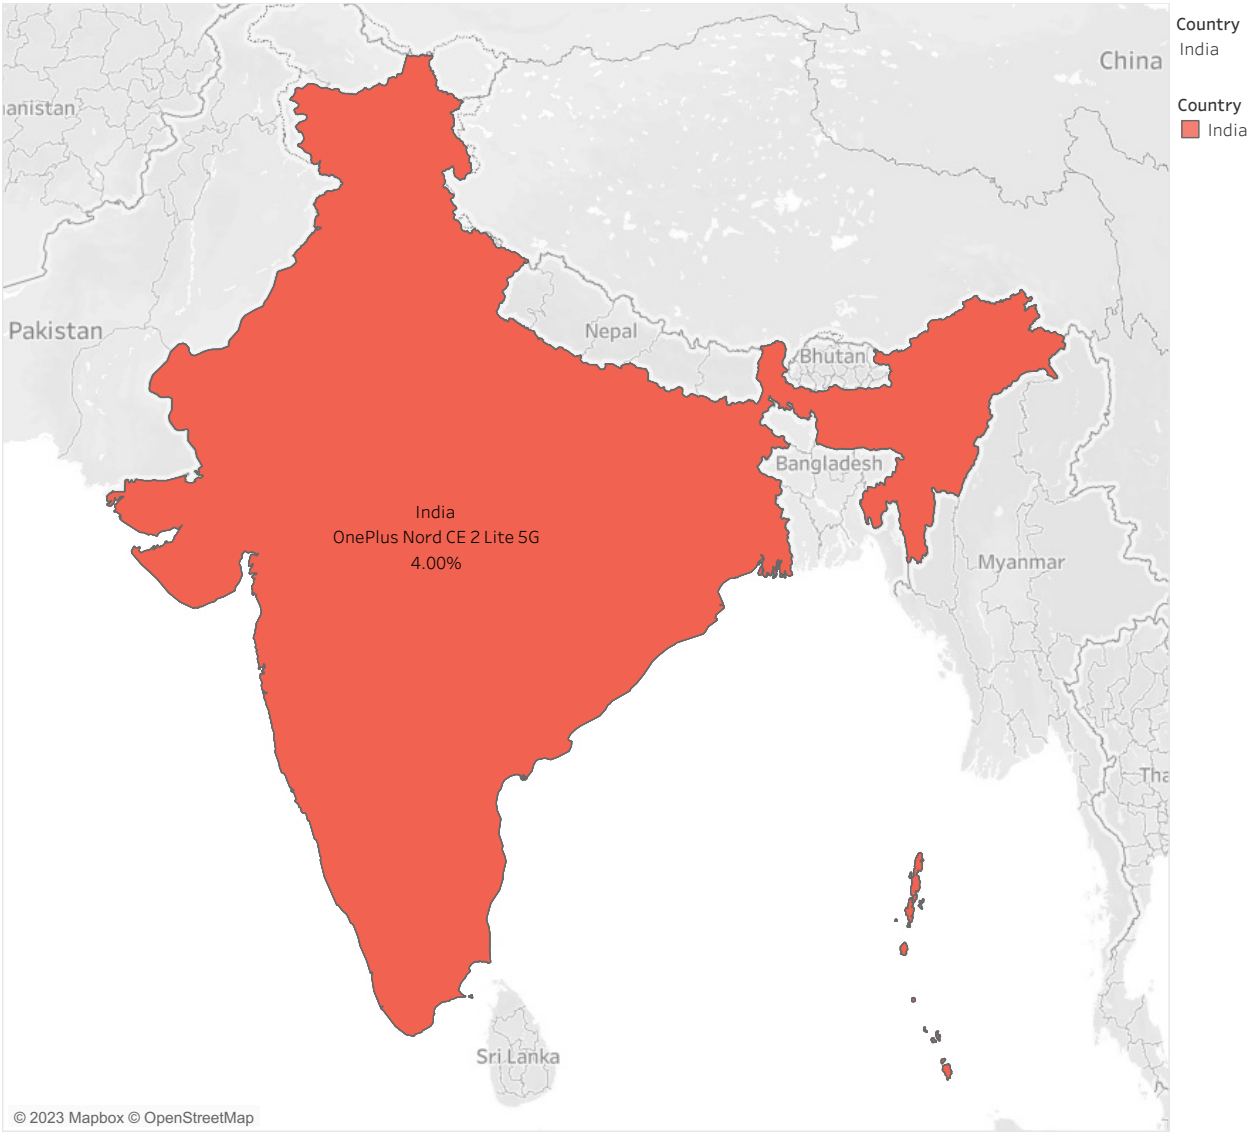 Country
India
China
anistan
Country
India
Pakistan
Nepal
Bhutan
Bangladesh
India
OnePlus Nord CE 2 Lite 5G
4.00%
Myanmar
Tha
Sri Lanka
© 2023 Mapbox © OpenStreetMap